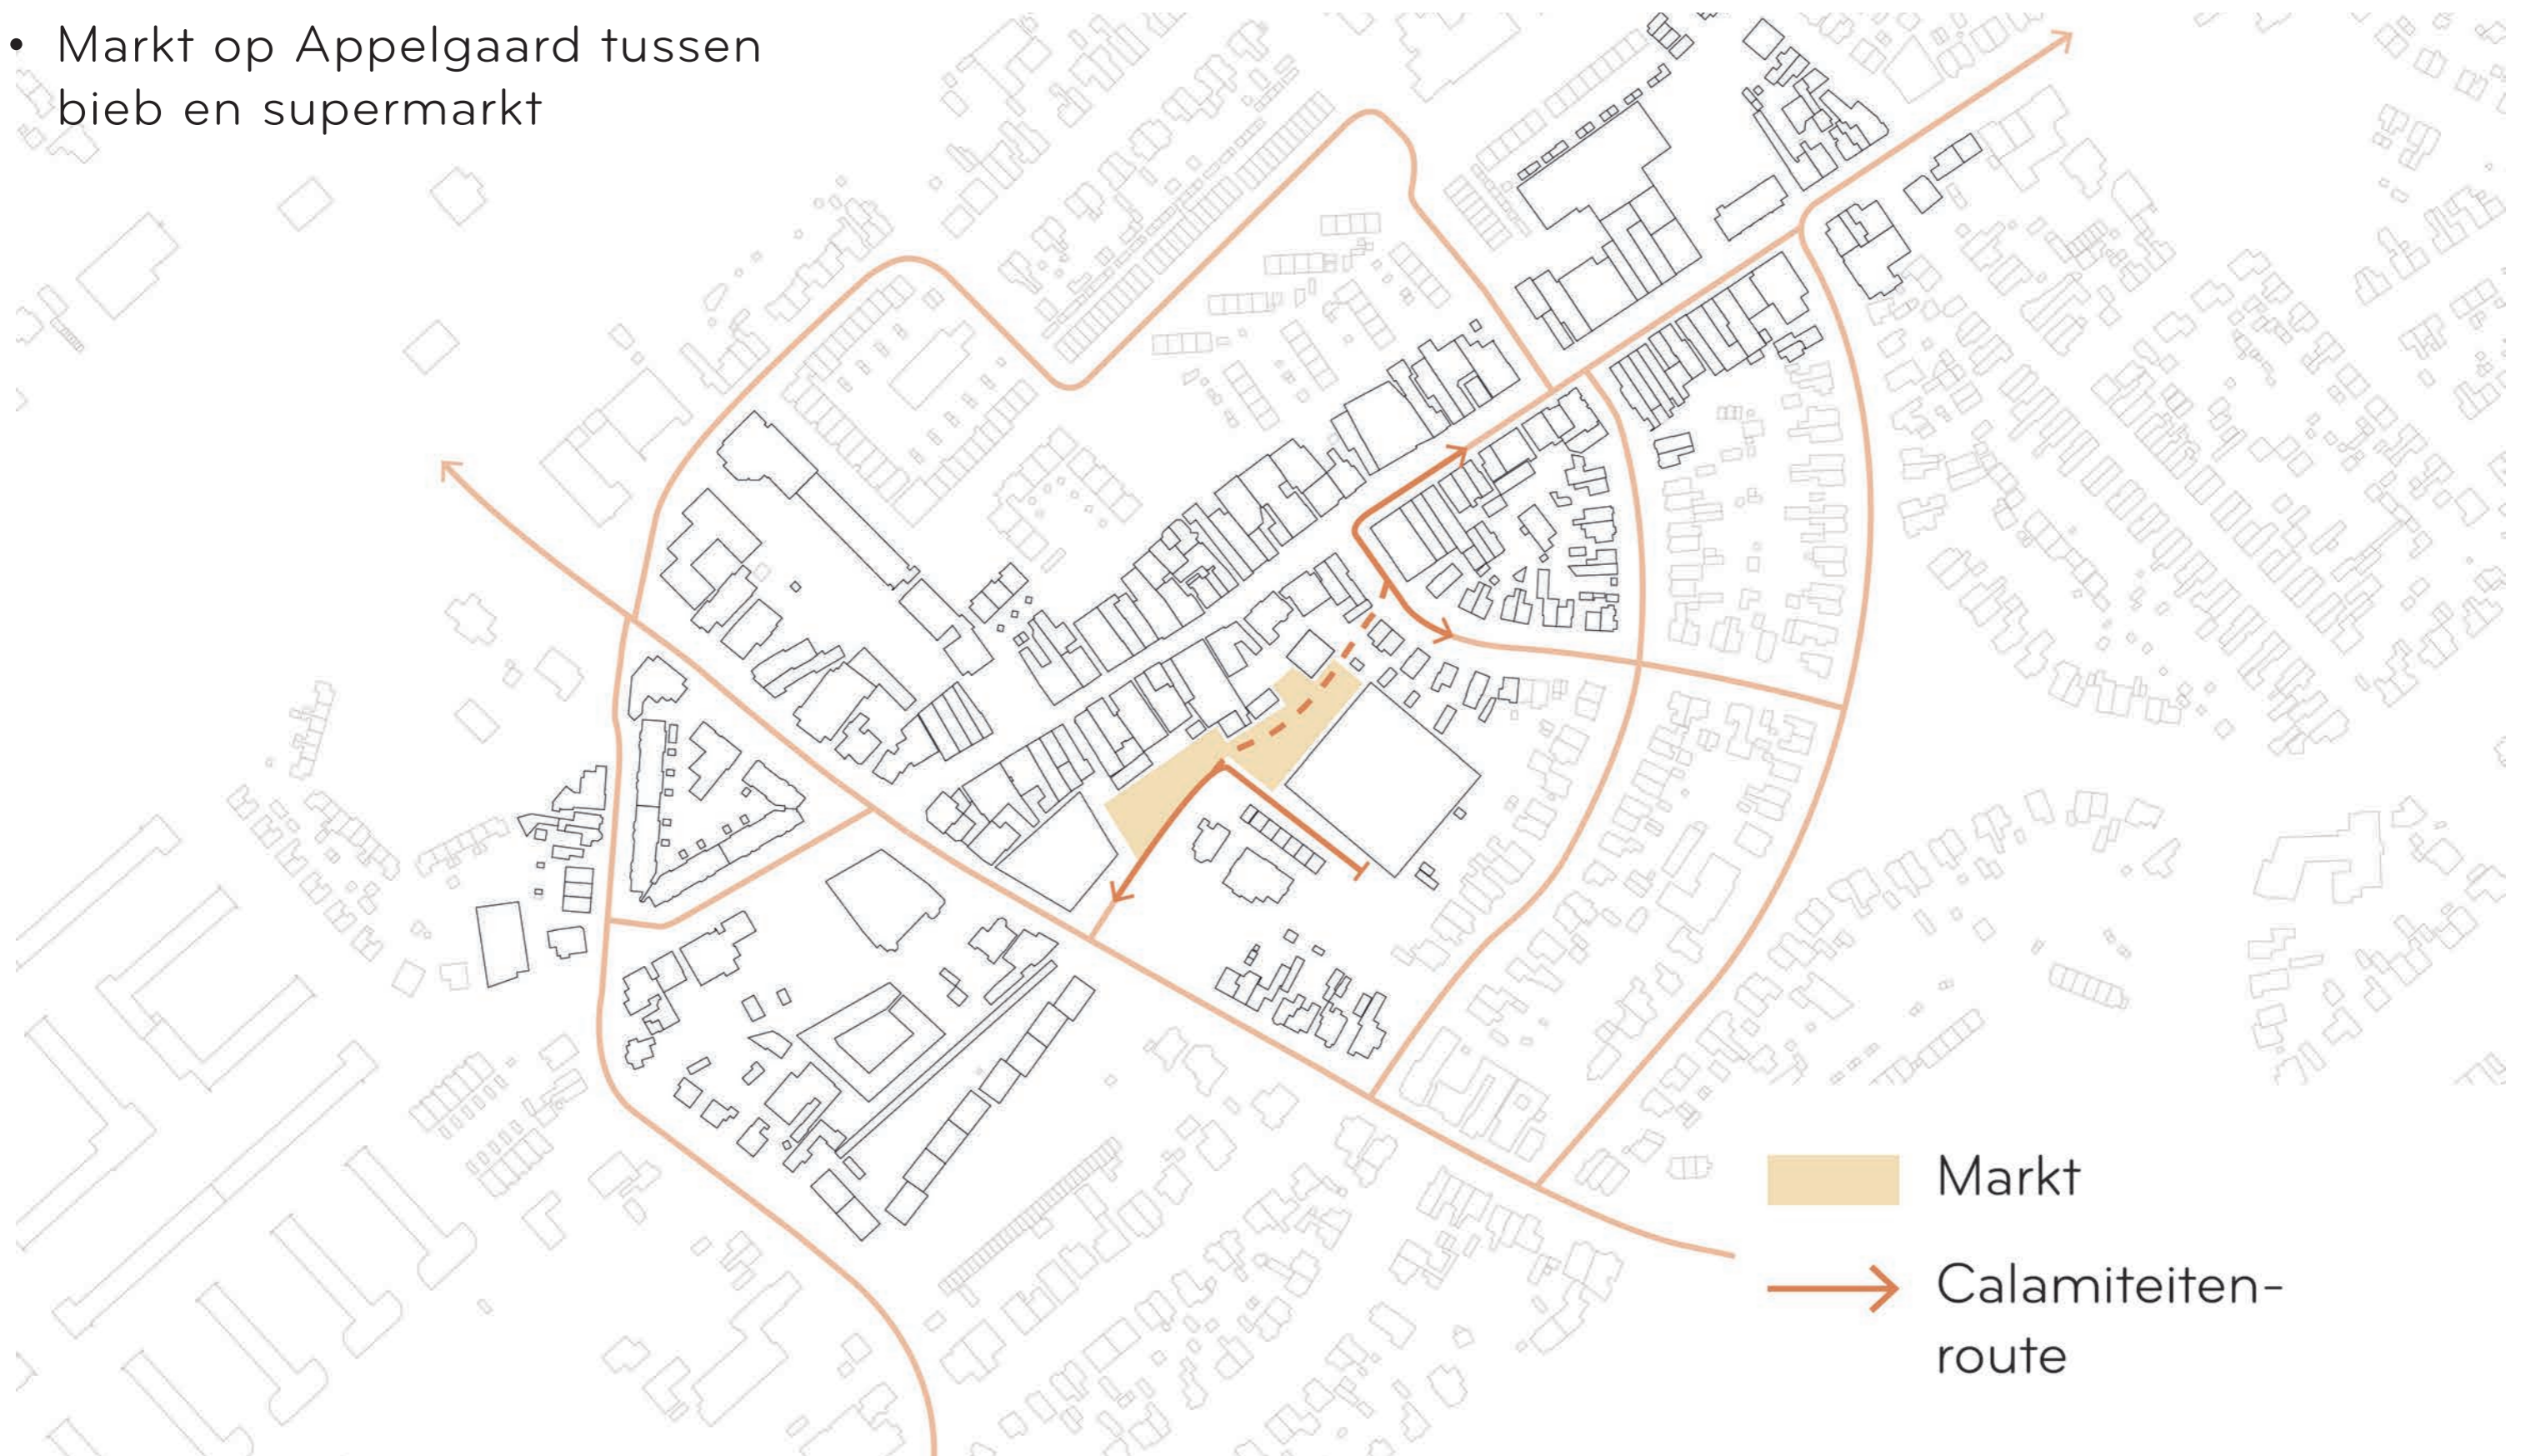 • Markt op Appelgaard tussen
bieb en supermarkt
Markt
Calamiteiten-
route